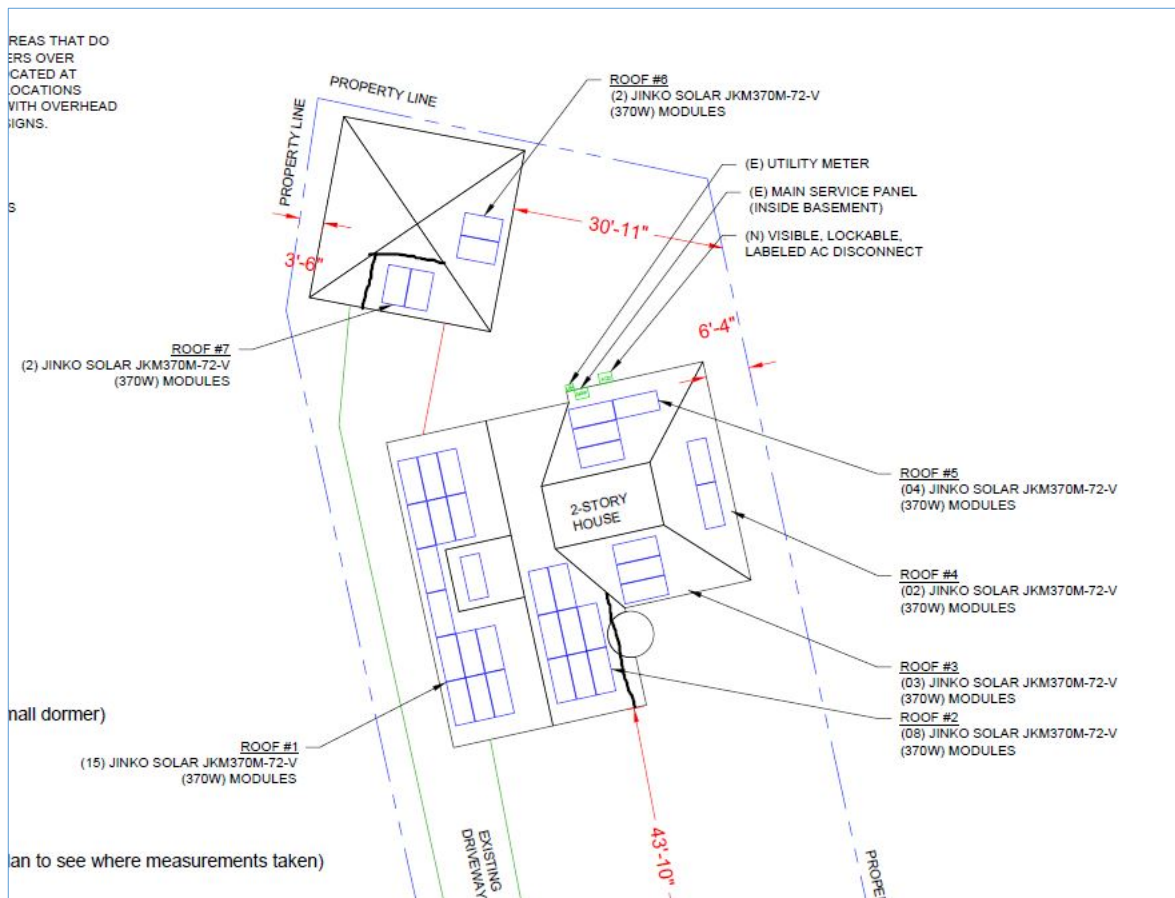 REAS THAT DO
ERS OVER
CATED AT
LOCATIONS
WITH OVERHEAD
SIGNS.
PROPERTY LINE
PROPERTY LINE
ROOF #6
(2) JINKO SOLAR JKM370M-72-V
(370W) MODULES
(E) UTILITY METER
(E) MAIN SERVICE PANEL
(INSIDE BASEMENT)
(N) VISIBLE, LOCKABLE,
LABELED AC DISCONNECT
S
30'-11"
3'-6"
6'-4"
ROOF #7
(2) JINKO SOLAR JKM370M-72-V
(370W) MODULES
ROOF #5
(04) JINKO SOLAR JKM370M-72-V
(370W) MODULES
2-STORY
HOUSE
ROOF #4
(02) JINKO SOLAR JKM370M-72-V
(370W) MODULES
ROOF #3
(03) JINKO SOLAR JKM370M-72-V
(370W) MODULES
ROOF #2
(08) JINKO SOLAR JKM370M-72-V
(370W) MODULES
mall dormer)
ROOF #1
(15) JINKO SOLAR JKM370M-72-V
(370W) MODULES
EXISTING
DRIVEWAY
43'-10"
PROPE
lan to see where measurements taken)